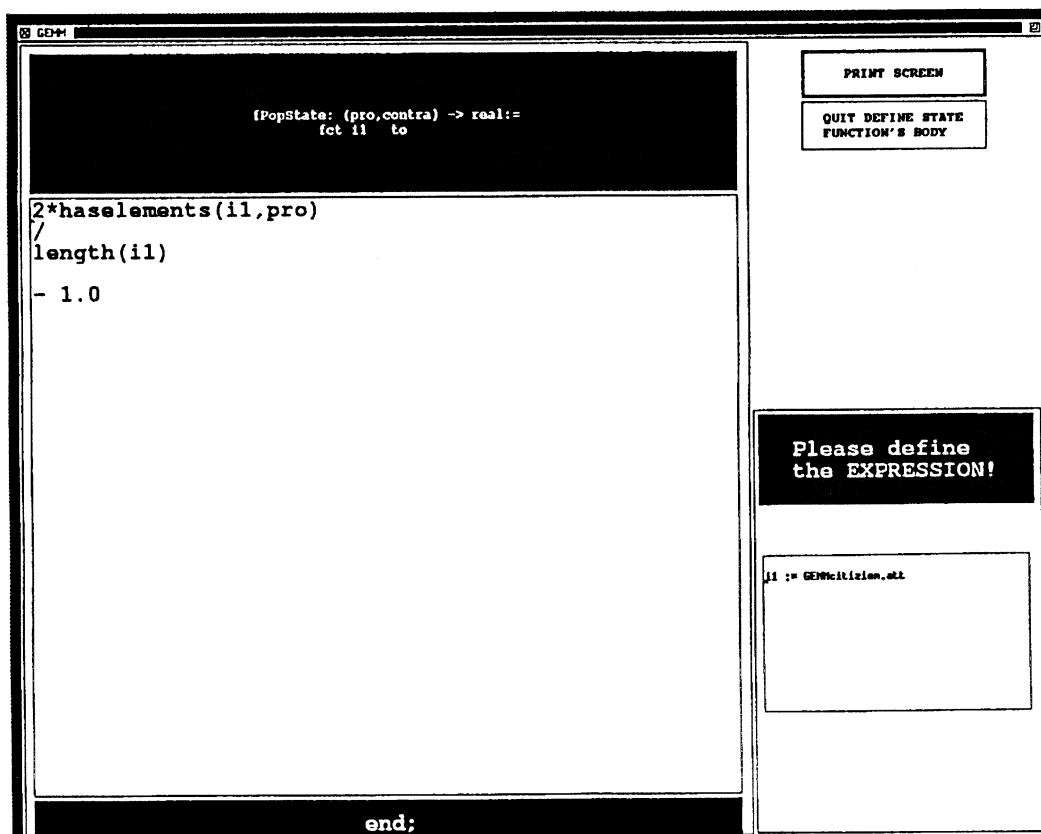 GEMM
fPopState: (pro,contra) -> real:=
fct i1 to
2*haselements(i1,pro)
/
length(i1)
- 1.0
end;
PRINT SCREEN
QUIT DEFINE STATE
FUNCTION'S BODY
Please define
the EXPRESSION!
i1 := GEMMcitizien.att